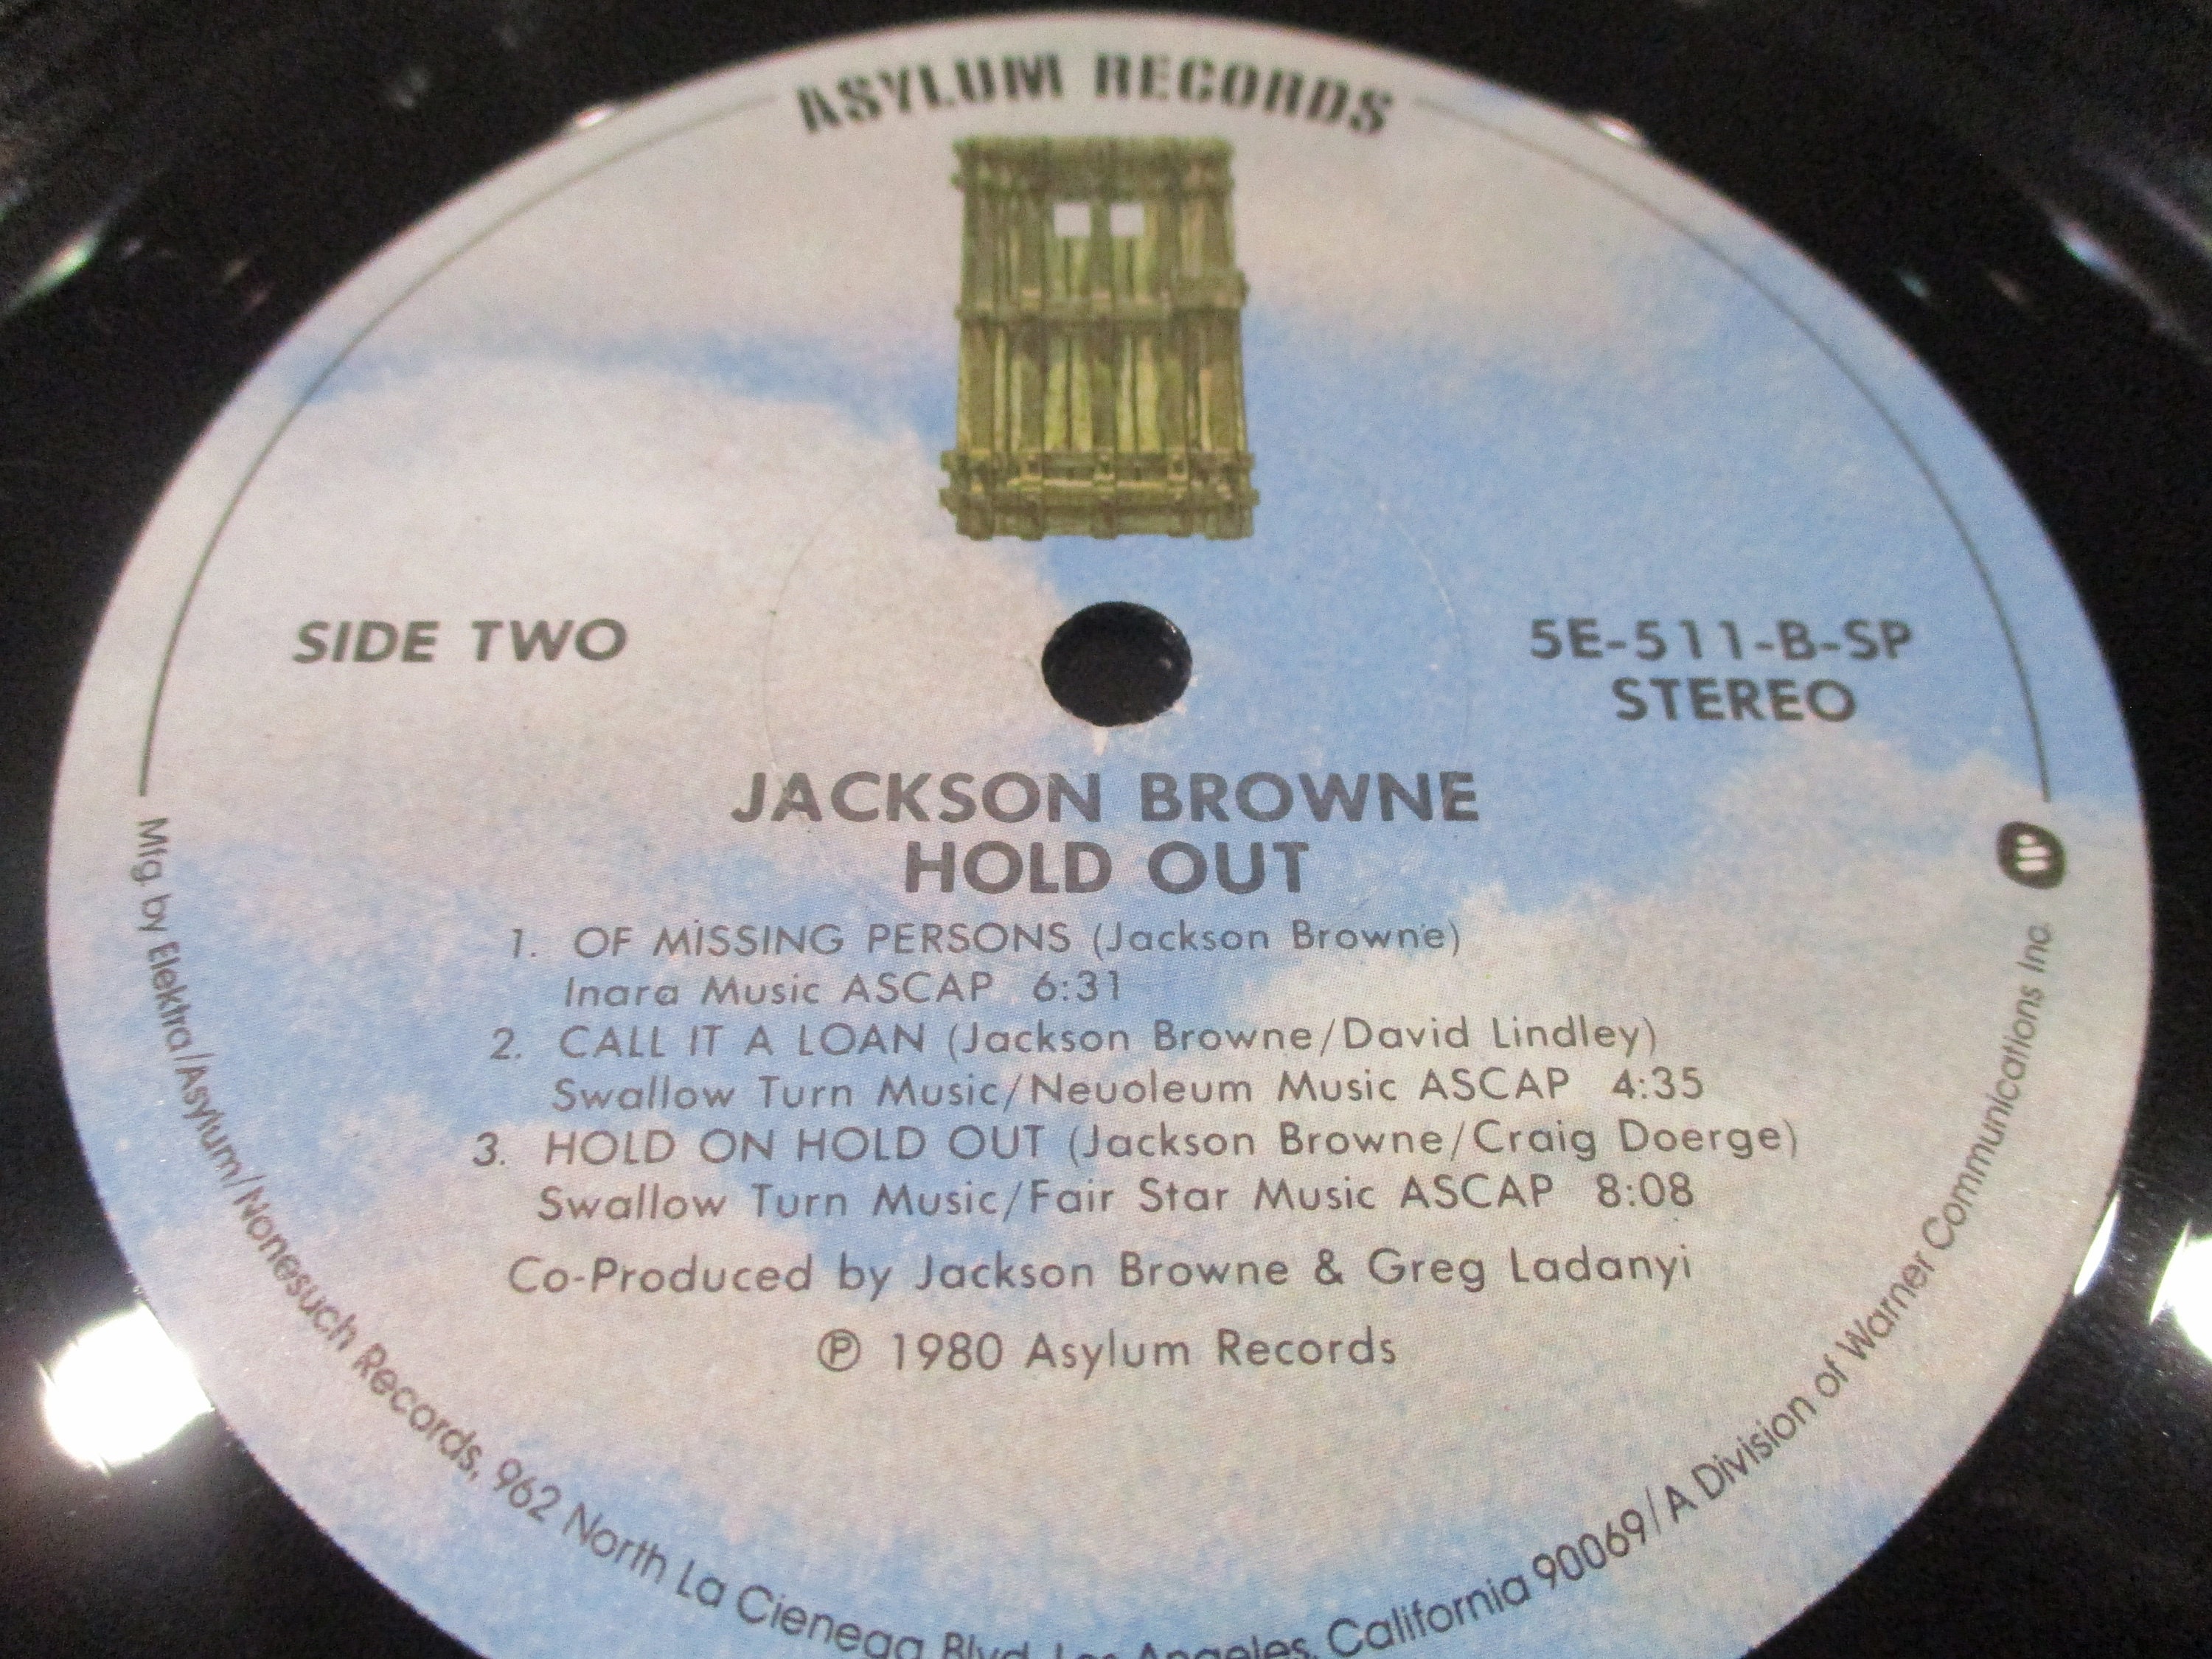 ASYLUM RECORDS
SIDE TWO
5E-511-B-SP
STEREO
JACKSON BROWNE
HOLD OUT
1. OF MISSING PERSONS (Jackson Browne)
Inara Music ASCAP 6:31
2. CALL IT A LOAN (Jackson Browne/David Lindley)
Swallow Turn Music/Neuoleum Music ASCAP 4:35
3. HOLD ON HOLD OUT (Jackson Browne/Craig Doerge)
Swallow Turn Music/Fair Star Music ASCAP 8:08
Co-Produced by Jackson Browne & Greg Ladanyi
℗ 1980 Asylum Records
Mfg. by Elektra/Asylum/Nonesuch Records, 962 North La Cienega Blvd. Los Angeles, California 90069/A Division of Warner Communications Inc.